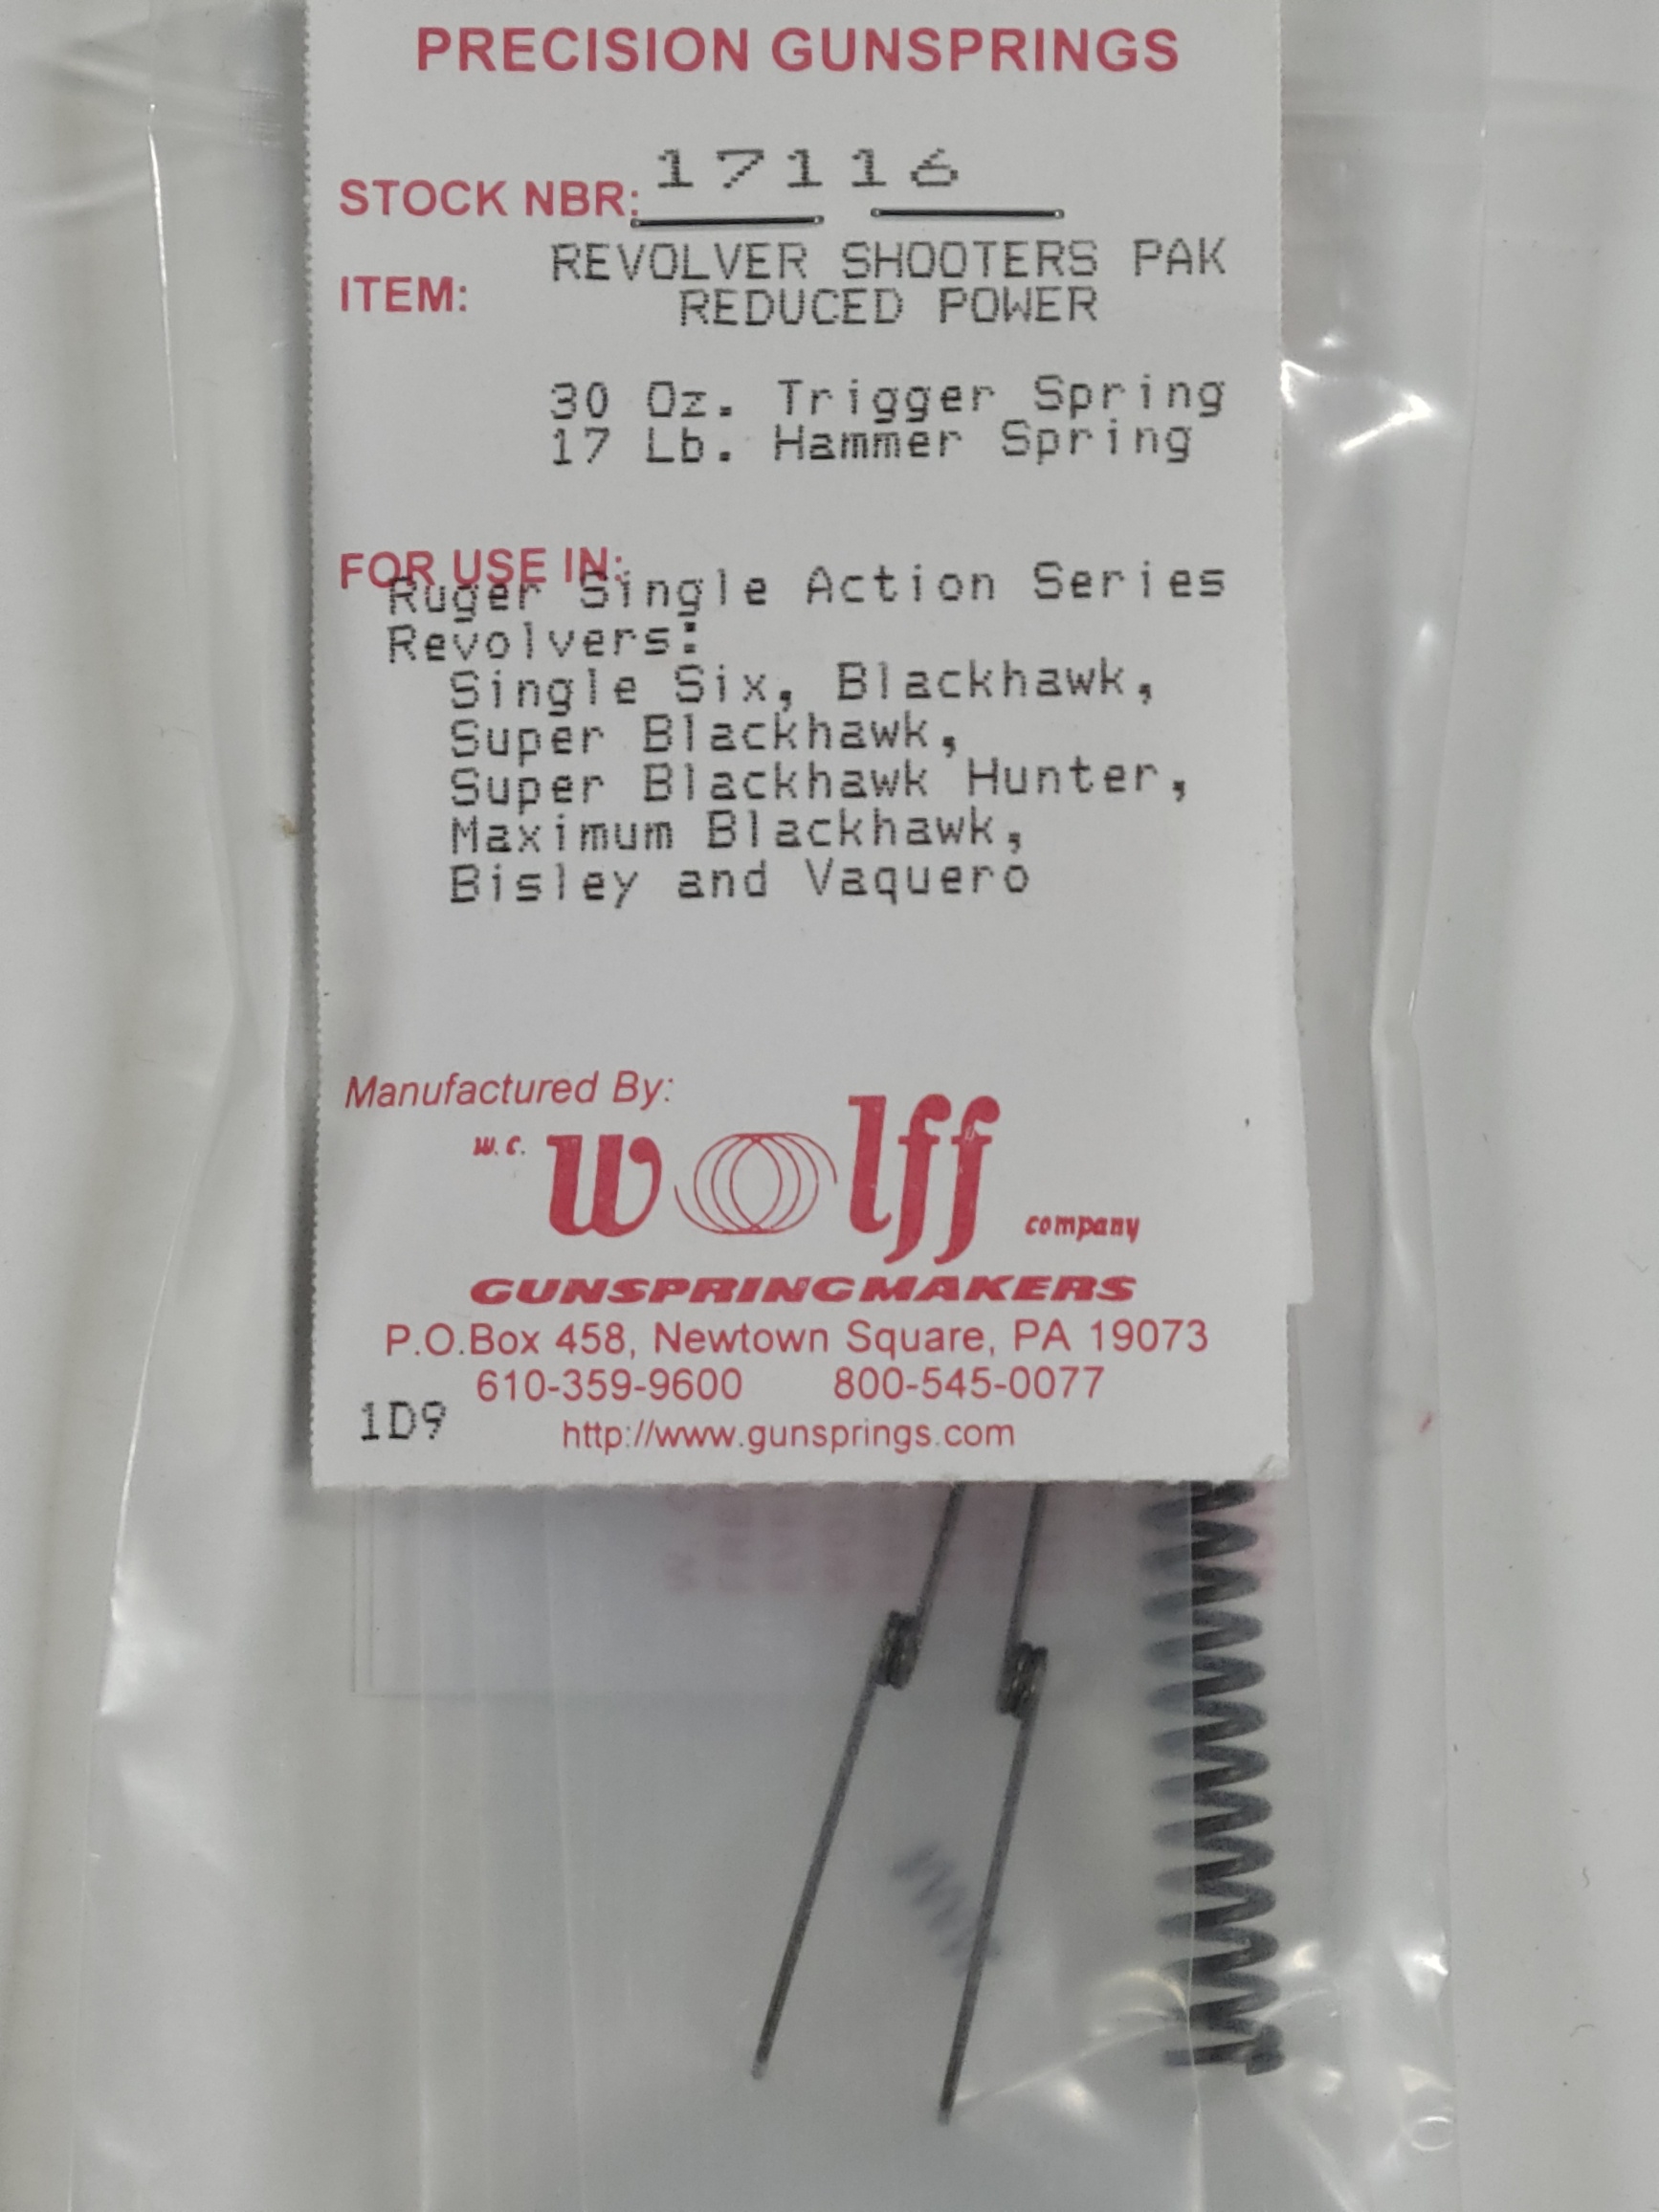 PRECISION GUNSPRINGS
STOCK NBR: 17116
ITEM: REVOLVER SHOOTERS PAK
REDUCED POWER
30 Oz. Trigger Spring
17 Lb. Hammer Spring
FOR USE IN:
Ruger Single Action Series
Revolvers:
Single Six, Blackhawk,
Super Blackhawk,
Super Blackhawk Hunter,
Maximum Blackhawk,
Bisley and Vaquero
Manufactured By:
W. C. Wolff company
GUNSPRINGMAKERS
P.O.Box 458, Newtown Square, PA 19073
610-359-9600 800-545-0077
1D9 http://www.gunsprings.com